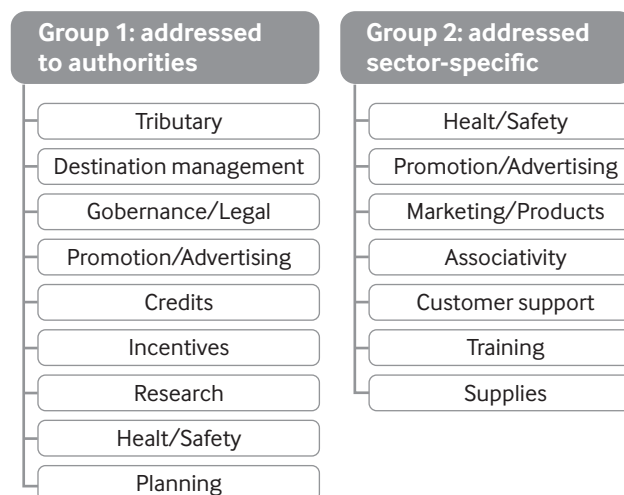 Group 1: addressed
to authorities
Tributary
Destination management
Gobernance/Legal
Promotion/Advertising
Credits
Incentives
Research
Healt/Safety
Planning
Group 2: addressed
sector-specific
Healt/Safety
Promotion/Advertising
Marketing/Products
Associativity
Customer support
Training
Supplies